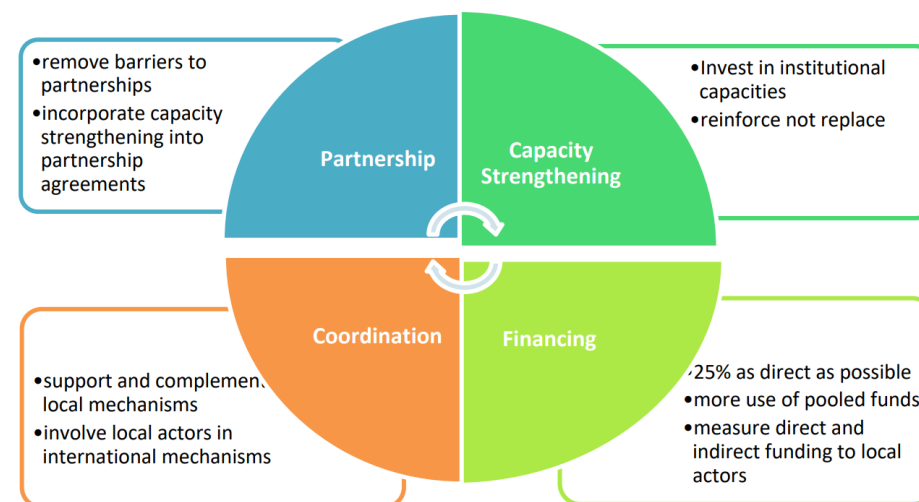 •remove barriers to
partnerships
•incorporate capacity
strengthening into
partnership
agreements
Partnership
Capacity
Strengthening
•Invest in institutional
capacities
•reinforce not replace
•support and complement
local mechanisms
•involve local actors in
international mechanisms
Coordination
Financing
•25% as direct as possible
•more use of pooled funds
•measure direct and
indirect funding to local
actors